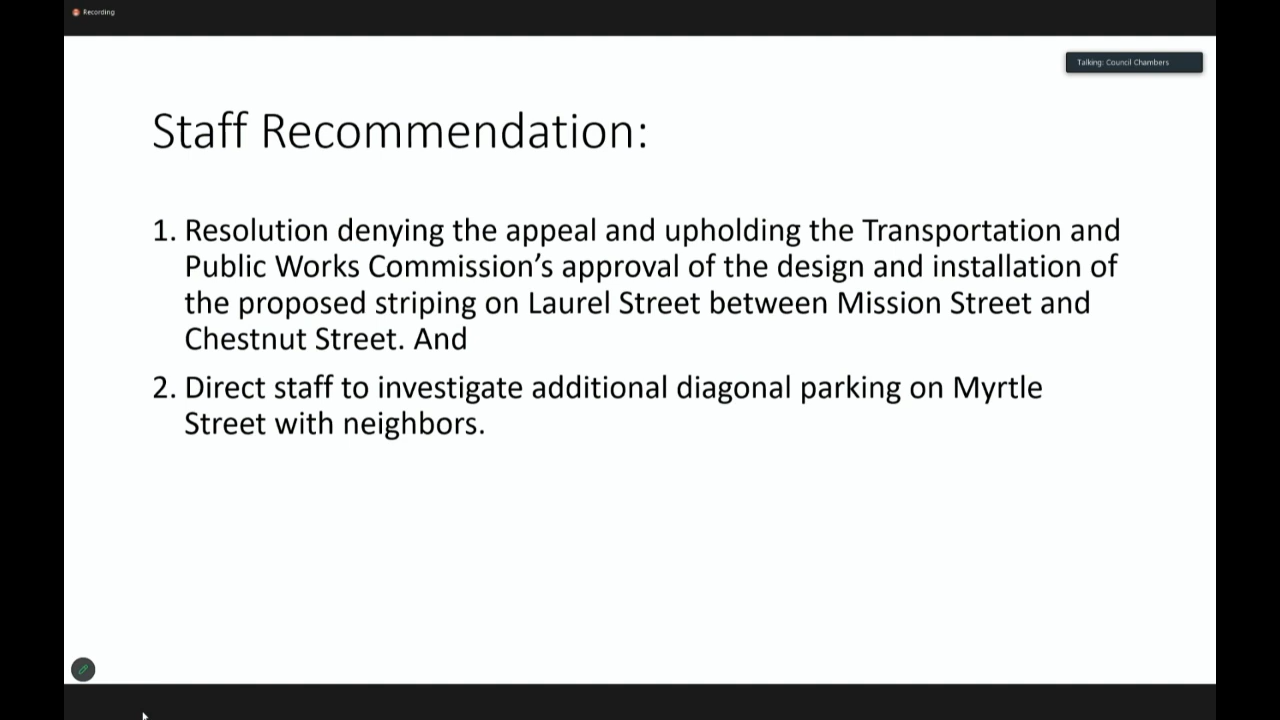 Recording
Talking: Council Chambers
Staff Recommendation:
1. Resolution denying the appeal and upholding the Transportation and
Public Works Commission’s approval of the design and installation of
the proposed striping on Laurel Street between Mission Street and
Chestnut Street. And
2. Direct staff to investigate additional diagonal parking on Myrtle
Street with neighbors.